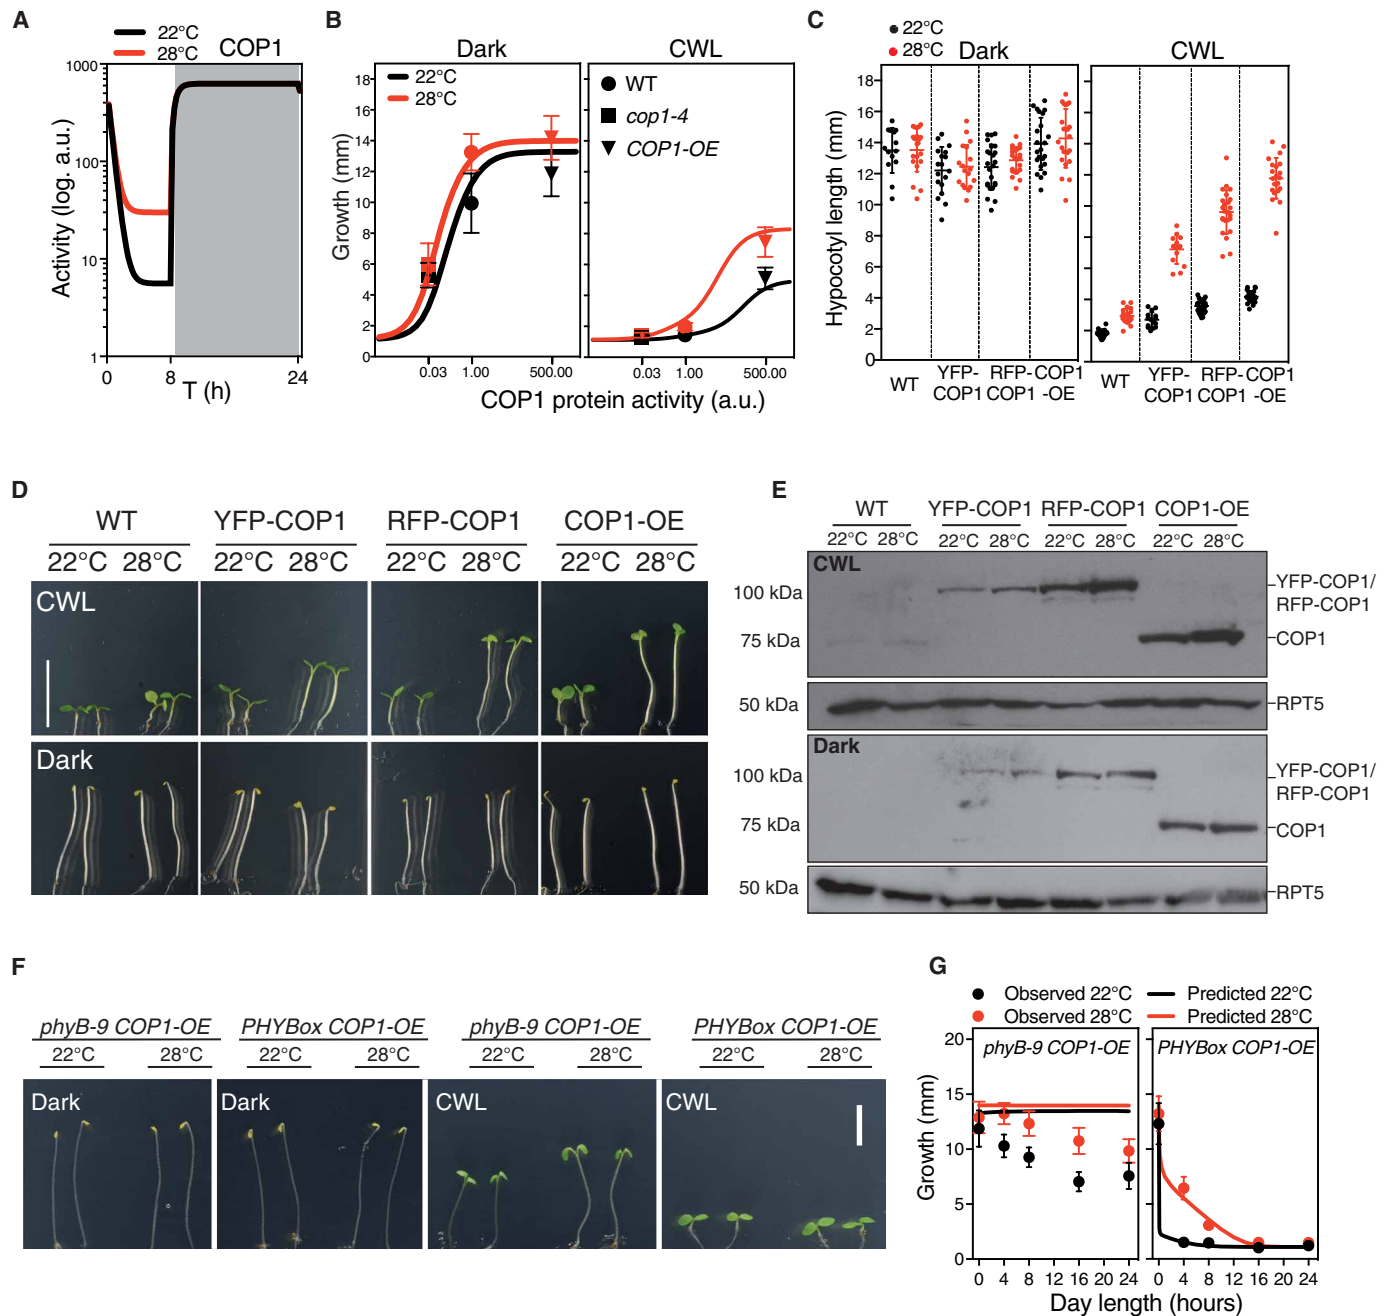 A
22°C
28°C
COP1
1000
100
10
1
Activity (log. a.u.)
0 8 24
T (h)
B
Dark CWL
22°C
28°C
WT
cop1-4
COP1-OE
18
16
14
12
10
8
6
4
2
0
Growth (mm)
0.03 1.00 500.00 0.03 1.00 500.00
COP1 protein activity (a.u.)
C
22°C
28°C
Dark CWL
18
16
14
12
10
8
6
4
2
0
Hypocotyl length (mm)
WT YFP-COP1 RFP-COP1 COP1-OE WT YFP-COP1 RFP-COP1 COP1-OE
D
WT YFP-COP1 RFP-COP1 COP1-OE
22°C 28°C 22°C 28°C 22°C 28°C 22°C 28°C
CWL
Dark
E
WT YFP-COP1 RFP-COP1 COP1-OE
22°C 28°C 22°C 28°C 22°C 28°C 22°C 28°C
CWL
100 kDa
YFP-COP1/
RFP-COP1
75 kDa
COP1
50 kDa
RPT5
Dark
100 kDa
YFP-COP1/
RFP-COP1
75 kDa
COP1
50 kDa
RPT5
F
phyB-9 COP1-OE PHYBox COP1-OE phyB-9 COP1-OE PHYBox COP1-OE
22°C 28°C 22°C 28°C 22°C 28°C 22°C 28°C
Dark Dark CWL CWL
G
Observed 22°C Predicted 22°C
Observed 28°C Predicted 28°C
phyB-9 COP1-OE PHYBox COP1-OE
20
15
10
5
0
Growth (mm)
0 4 8 12 16 20 24 0 4 8 12 16 20 24
Day length (hours)